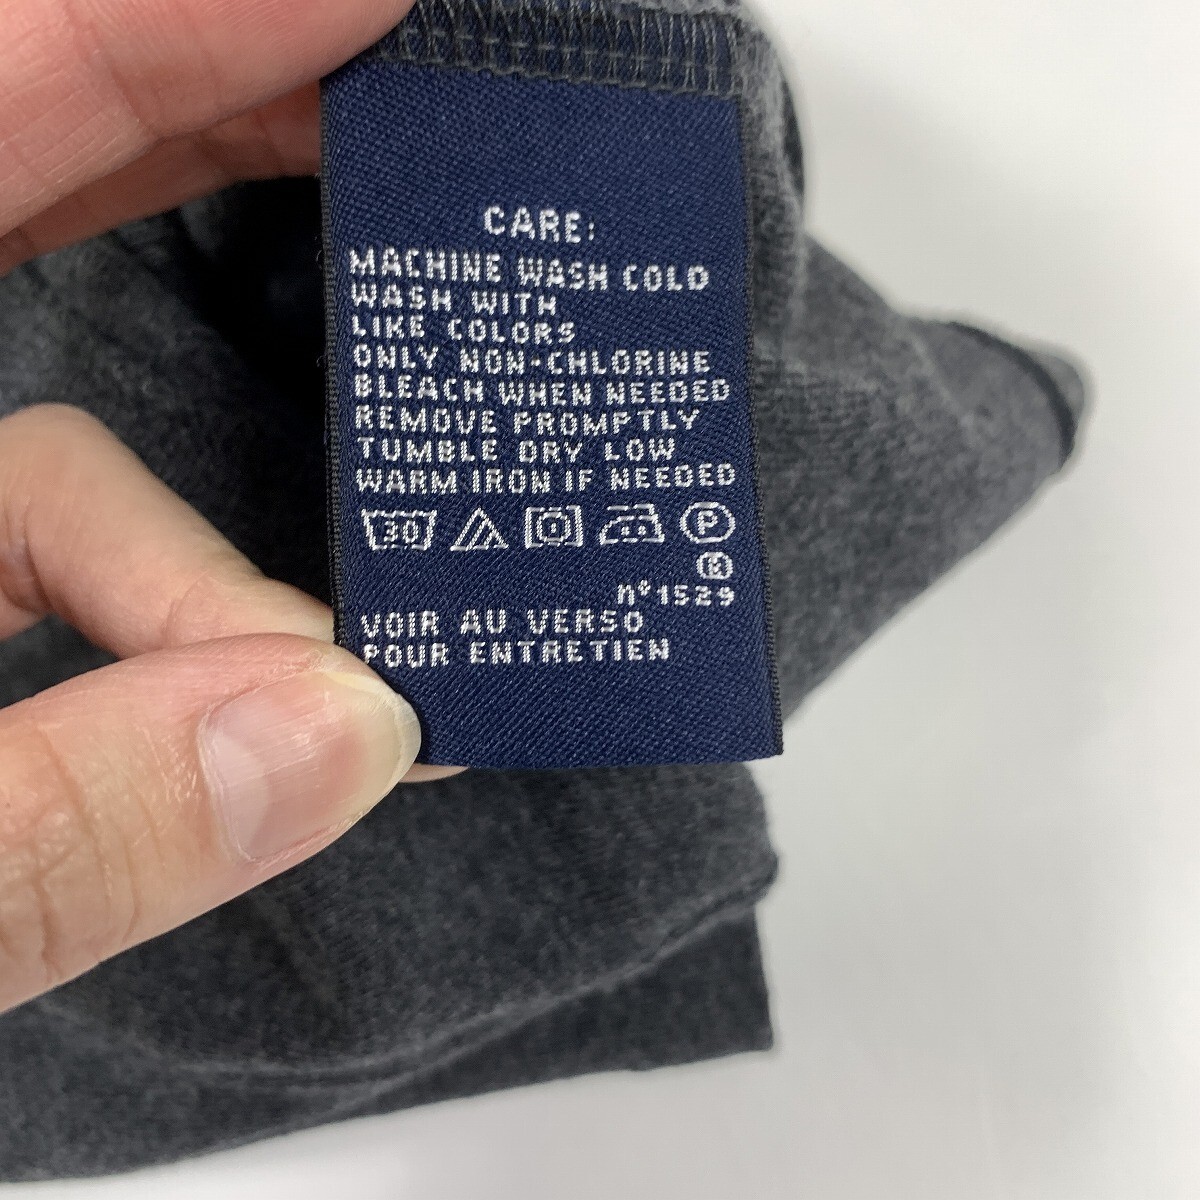 CARE:
MACHINE WASH COLD
WASH WITH
LIKE COLORS
ONLY NON-CHLORINE
BLEACH WHEN NEEDED
REMOVE PROMPTLY
TUMBLE DRY LOW
WARM IRON IF NEEDED
30 P
®
nº1529
VOIR AU VERSO
POUR ENTRETIEN